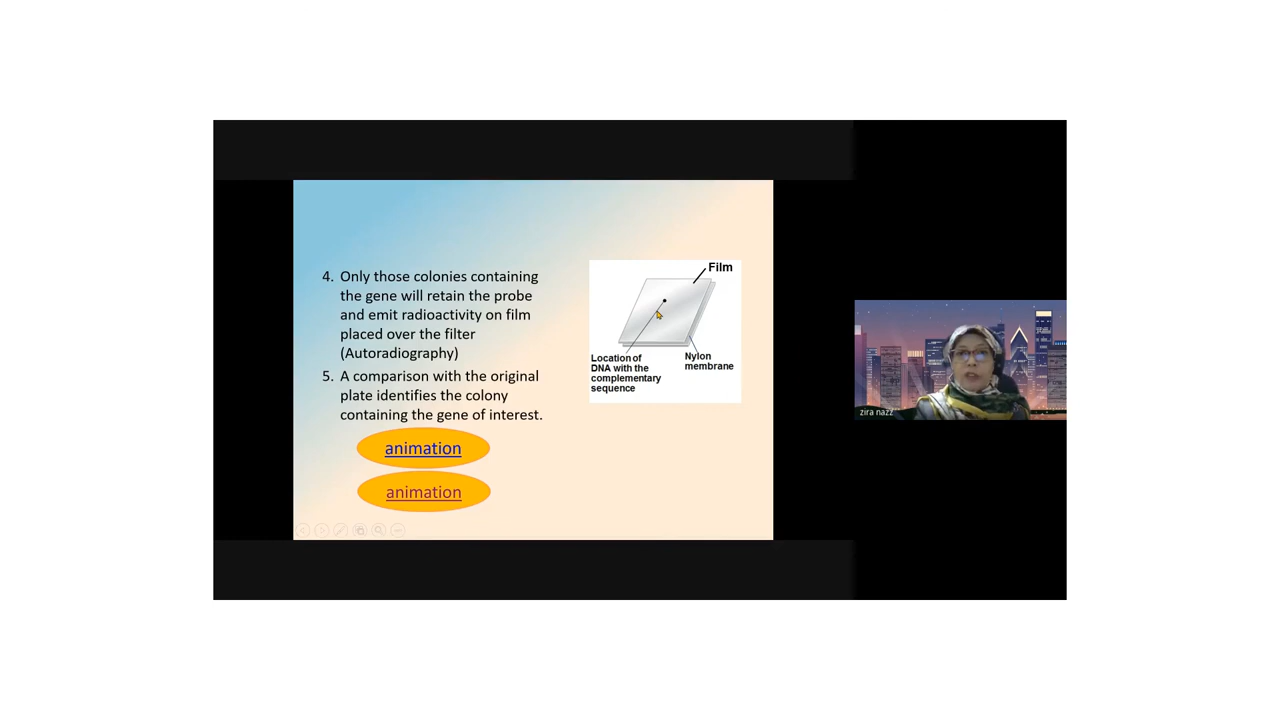 4. Only those colonies containing
the gene will retain the probe
and emit radioactivity on film
placed over the filter
(Autoradiography)
5. A comparison with the original
plate identifies the colony
containing the gene of interest.
animation
animation
Film
Location of
DNA with the
complementary
sequence
Nylon
membrane
zira nazz